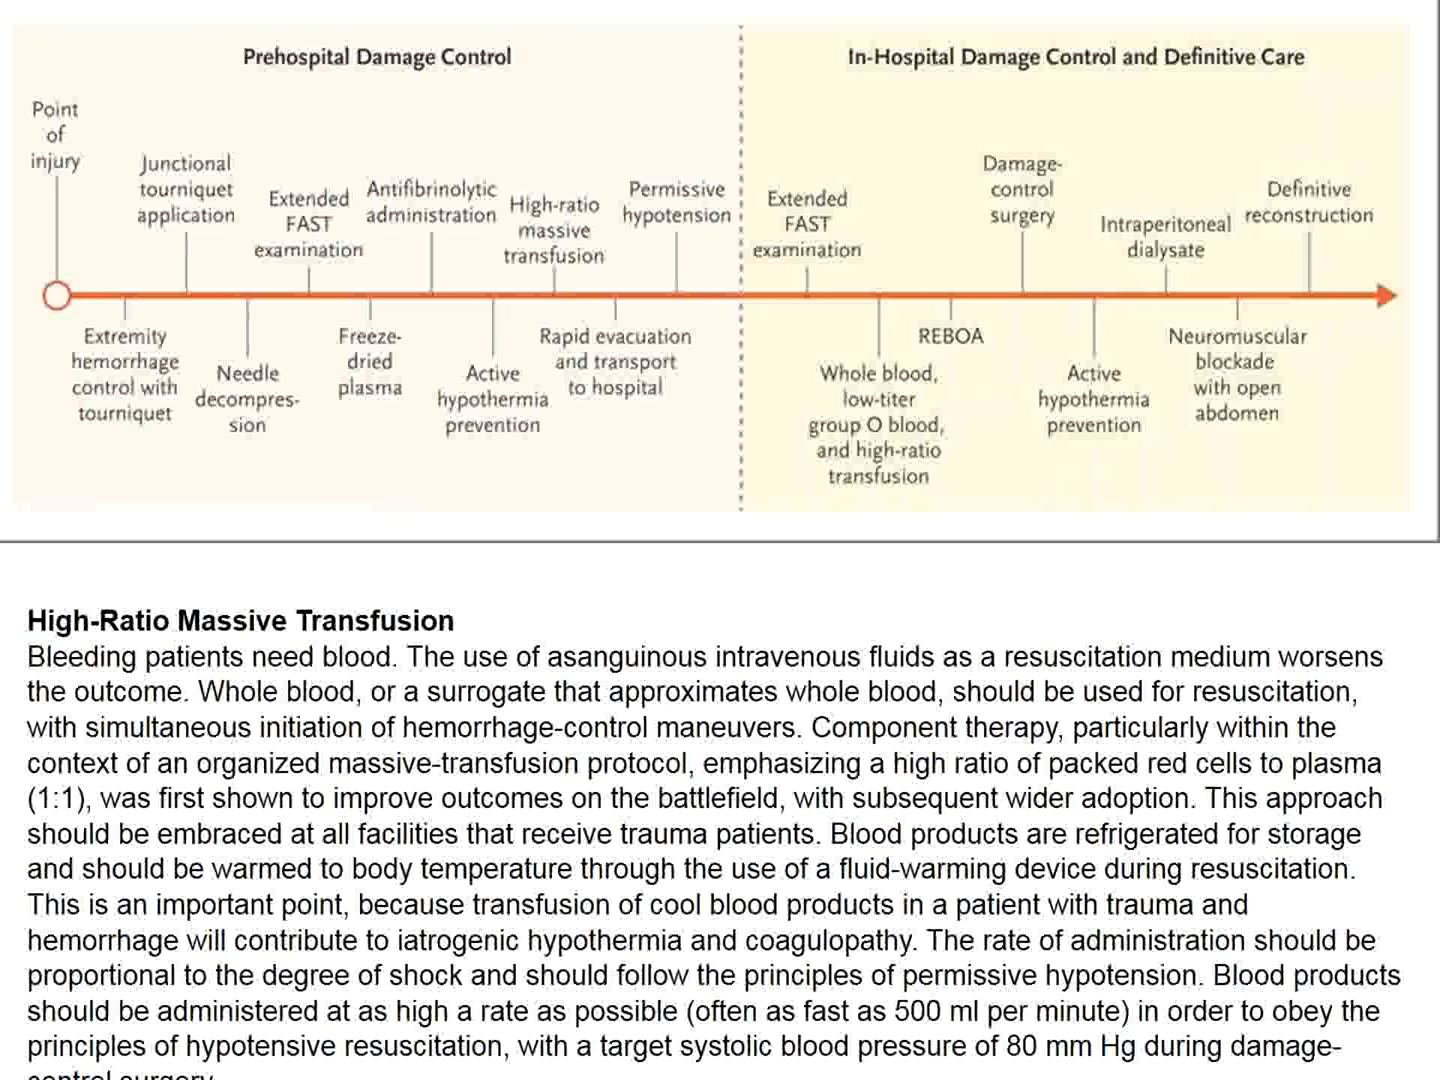 Prehospital Damage Control
In-Hospital Damage Control and Definitive Care
Point
of
injury
Extremity
hemorrhage
control with
tourniquet
Junctional
tourniquet
application
Needle
decompres-
sion
Extended
FAST
examination
Freeze-
dried
plasma
Antifibrinolytic
administration
Active
hypothermia
prevention
High-ratio
massive
transfusion
Rapid evacuation
and transport
to hospital
Permissive
hypotension
Extended
FAST
examination
Whole blood,
low-titer
group O blood,
and high-ratio
transfusion
REBOA
Damage-
control
surgery
Active
hypothermia
prevention
Intraperitoneal
dialysate
Neuromuscular
blockade
with open
abdomen
Definitive
reconstruction
High-Ratio Massive Transfusion
Bleeding patients need blood. The use of asanguinous intravenous fluids as a resuscitation medium worsens
the outcome. Whole blood, or a surrogate that approximates whole blood, should be used for resuscitation,
with simultaneous initiation of hemorrhage-control maneuvers. Component therapy, particularly within the
context of an organized massive-transfusion protocol, emphasizing a high ratio of packed red cells to plasma
(1:1), was first shown to improve outcomes on the battlefield, with subsequent wider adoption. This approach
should be embraced at all facilities that receive trauma patients. Blood products are refrigerated for storage
and should be warmed to body temperature through the use of a fluid-warming device during resuscitation.
This is an important point, because transfusion of cool blood products in a patient with trauma and
hemorrhage will contribute to iatrogenic hypothermia and coagulopathy. The rate of administration should be
proportional to the degree of shock and should follow the principles of permissive hypotension. Blood products
should be administered at as high a rate as possible (often as fast as 500 ml per minute) in order to obey the
principles of hypotensive resuscitation, with a target systolic blood pressure of 80 mm Hg during damage-
control surgery